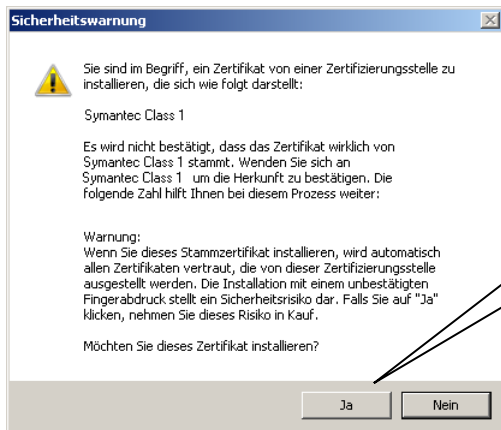 Sicherheitswarnung
Sie sind im Begriff, ein Zertifikat von einer Zertifizierungsstelle zu
installieren, die sich wie folgt darstellt:
Symantec Class 1
Es wird nicht bestätigt, dass das Zertifikat wirklich von
Symantec Class 1 stammt. Wenden Sie sich an
Symantec Class 1 um die Herkunft zu bestätigen. Die
folgende Zahl hilft Ihnen bei diesem Prozess weiter:
Warnung:
Wenn Sie dieses Stammzertifikat installieren, wird automatisch
allen Zertifikaten vertraut, die von dieser Zertifizierungsstelle
ausgestellt werden. Die Installation mit einem unbestätigten
Fingerabdruck stellt ein Sicherheitsrisiko dar. Falls Sie auf "Ja"
klicken, nehmen Sie dieses Risiko in Kauf.
Möchten Sie dieses Zertifikat installieren?
Ja
Nein